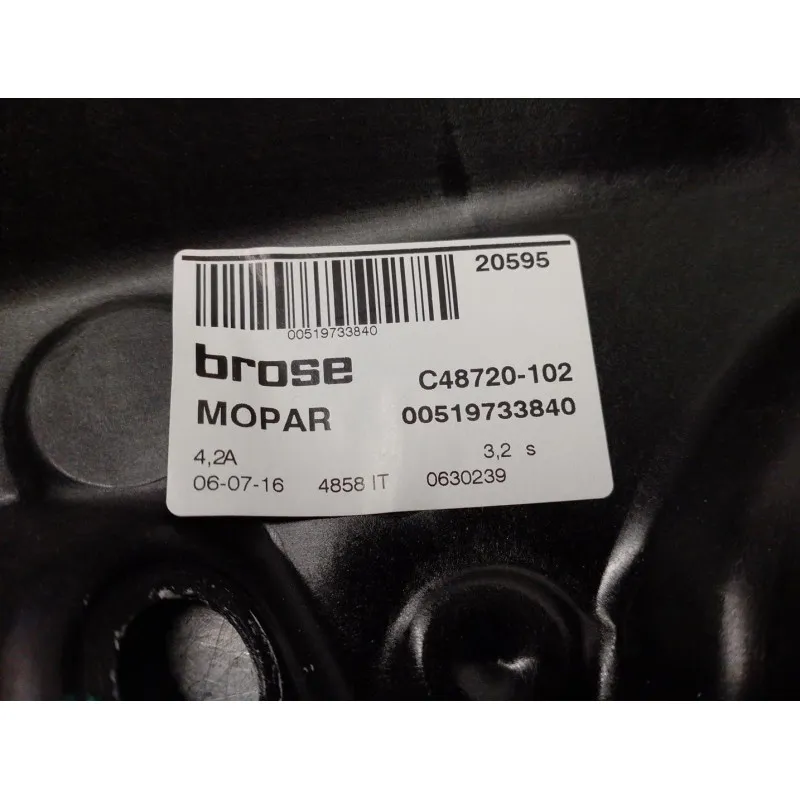 20595
00519733840
brose C48720-102
MOPAR 00519733840
4,2A 3,2 s
06-07-16 4858 IT 0630239